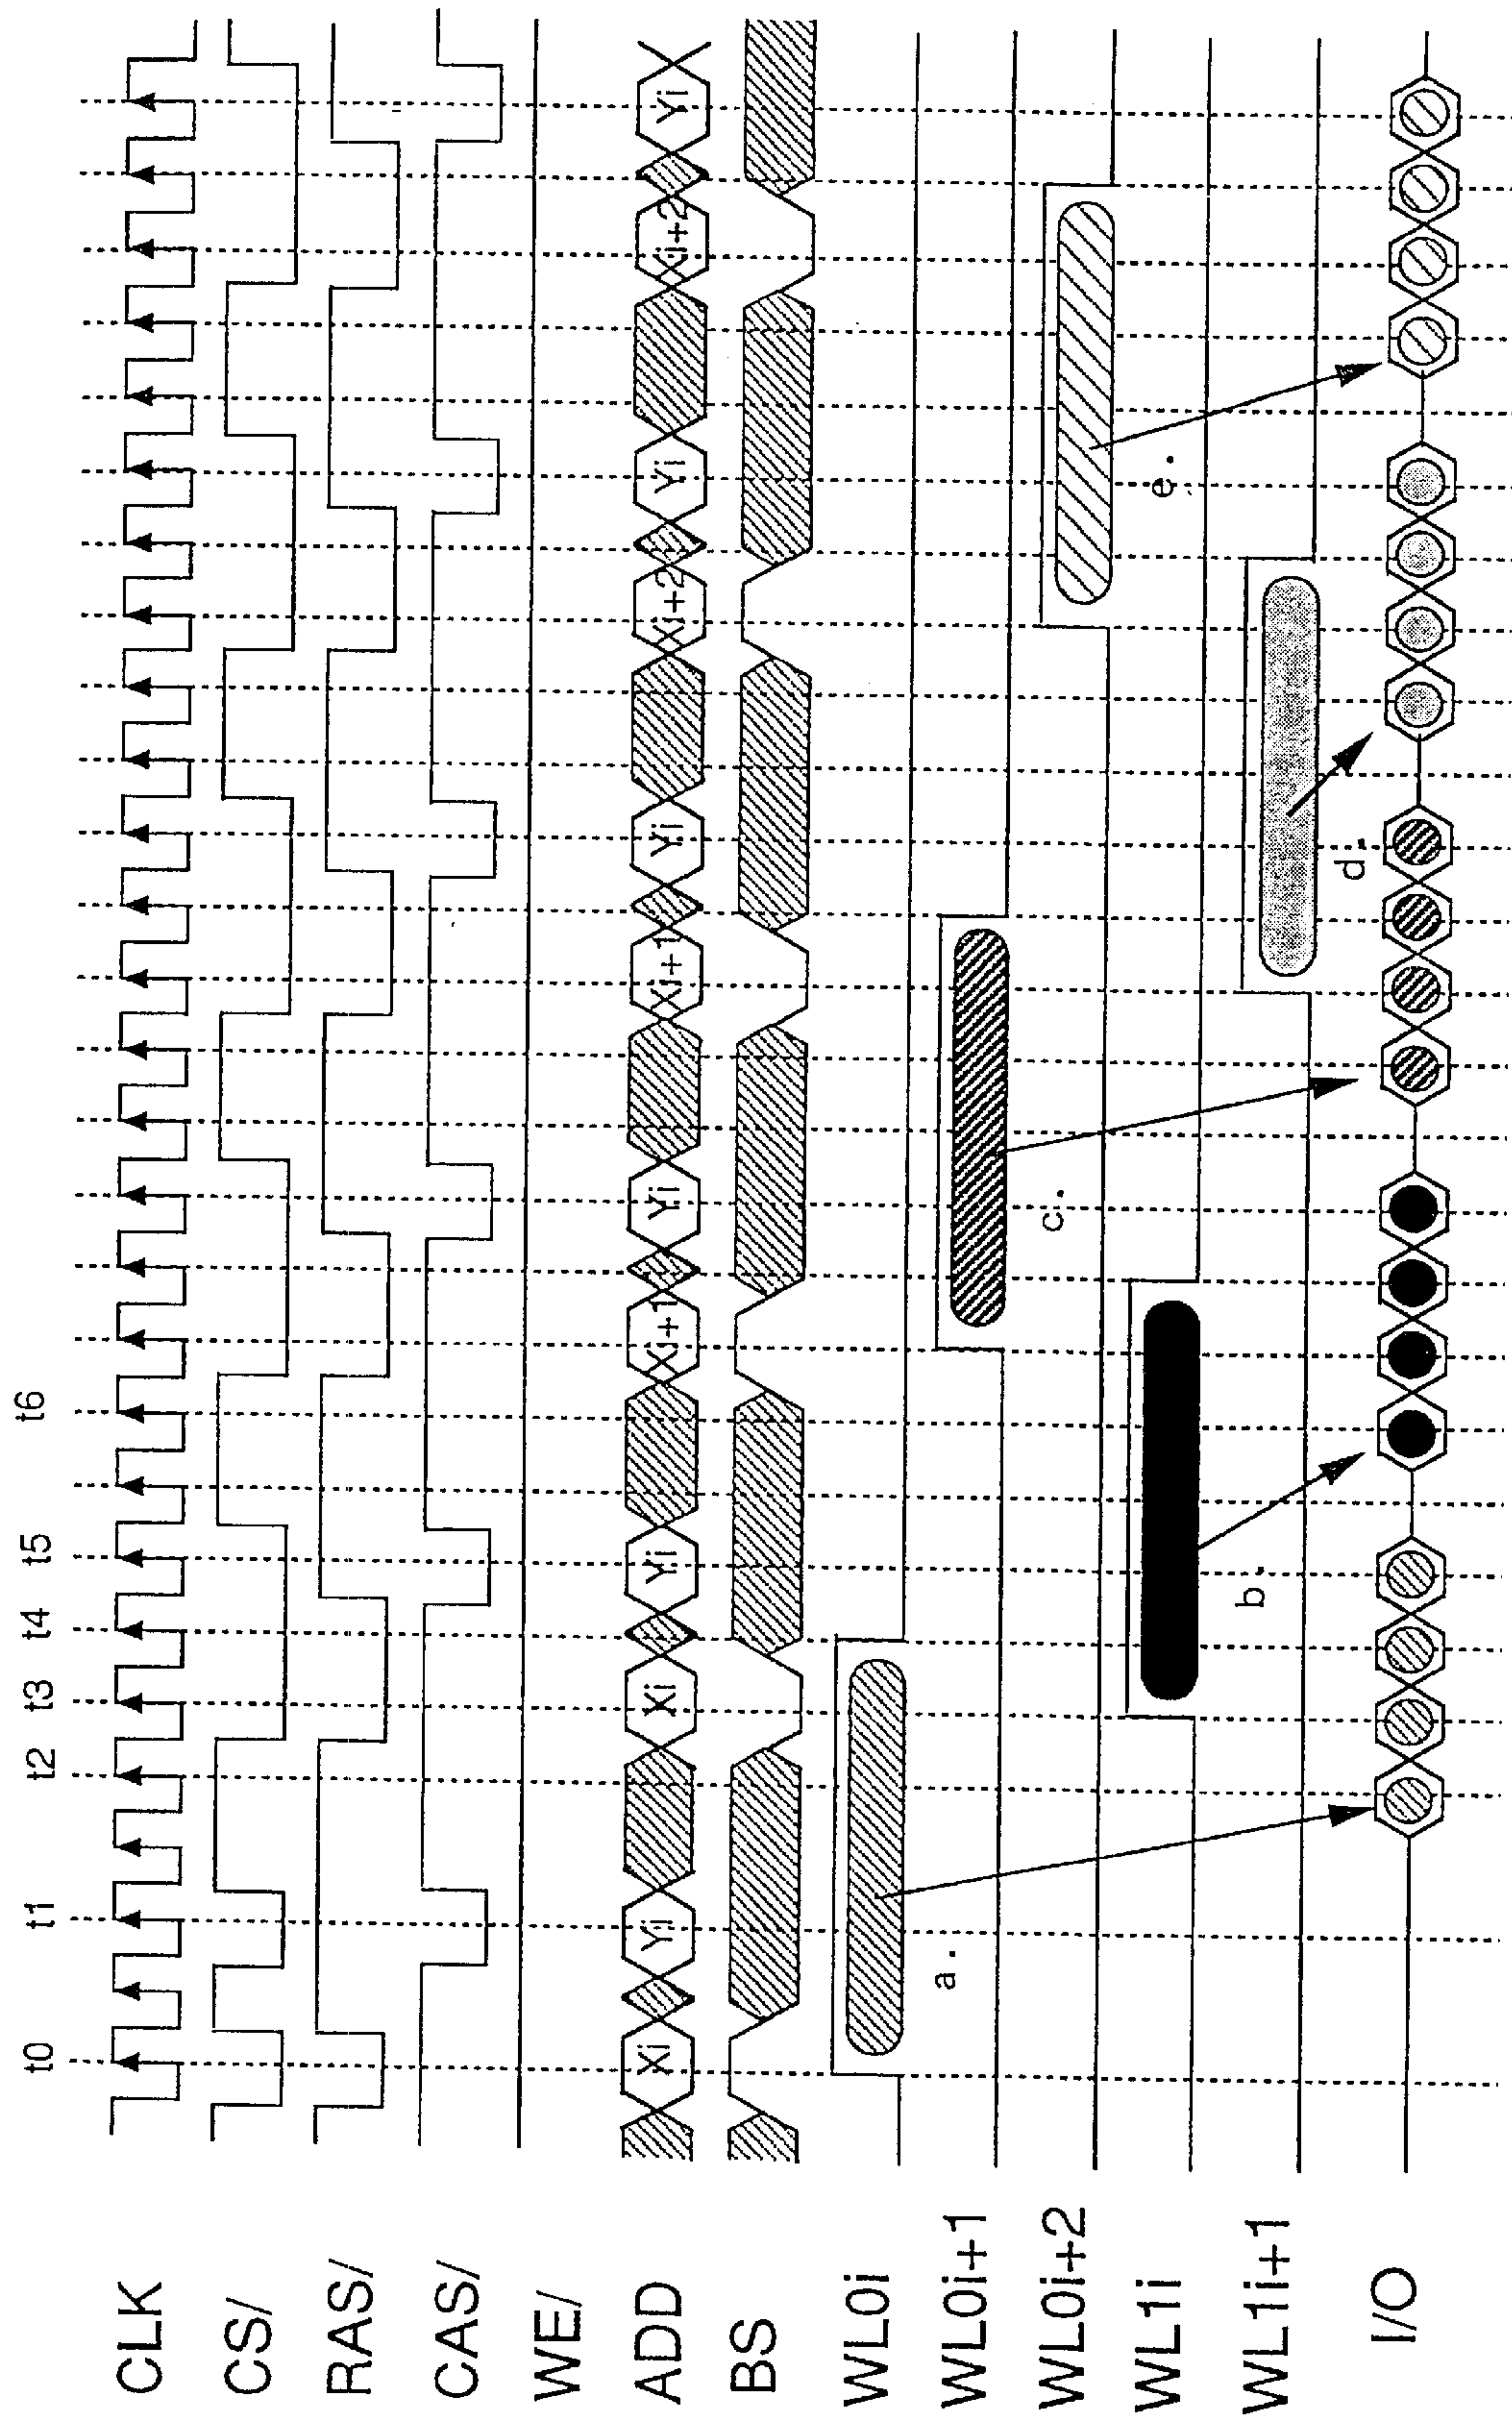 t0 t1 t2 t3 t4 t5 t6
CLK
CS/
RAS/
CAS/
WE/
ADD Xi Yi Xi Yi Xi+1 Yi Xi+1 Yi Xi+2 Yi Xi+2 Yi
BS
WL0i
a.
WL0i+1
c.
WL0i+2
e.
WL1i
b.
WL1i+1
d.
I/O